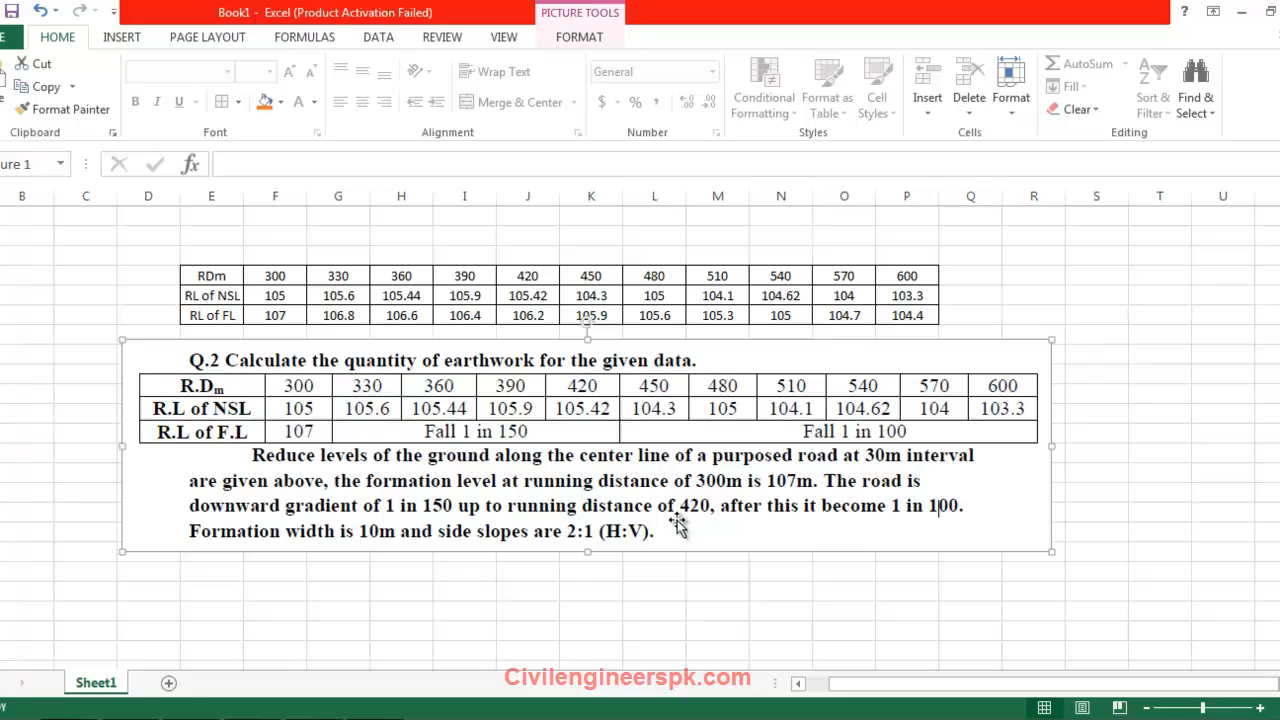 Book1 - Excel (Product Activation Failed) PICTURE TOOLS ?
HOME INSERT PAGE LAYOUT FORMULAS DATA REVIEW VIEW FORMAT
Cut
Copy
Format Painter
B I U A A A
Wrap Text
Merge & Center
General
$ % ,
Conditional Formatting
Format as Table
Cell Styles
Insert
Delete
Format
AutoSum
Fill
Clear
Sort & Filter
Find & Select
Clipboard Font Alignment Number Styles Cells Editing
ure 1 fx
B C D E F G H I J K L M N O P Q R S T U
RDm 300 330 360 390 420 450 480 510 540 570 600
RL of NSL 105 105.6 105.44 105.9 105.42 104.3 105 104.1 104.62 104 103.3
RL of FL 107 106.8 106.6 106.4 106.2 105.9 105.6 105.3 105 104.7 104.4
Q.2 Calculate the quantity of earthwork for the given data.
R.Dm 300 330 360 390 420 450 480 510 540 570 600
R.L of NSL 105 105.6 105.44 105.9 105.42 104.3 105 104.1 104.62 104 103.3
R.L of F.L 107 Fall 1 in 150 Fall 1 in 100
Reduce levels of the ground along the center line of a purposed road at 30m interval
are given above, the formation level at running distance of 300m is 107m. The road is
downward gradient of 1 in 150 up to running distance of 420, after this it become 1 in 100.
Formation width is 10m and side slopes are 2:1 (H:V).
Sheet1
Civilengineerspk.com